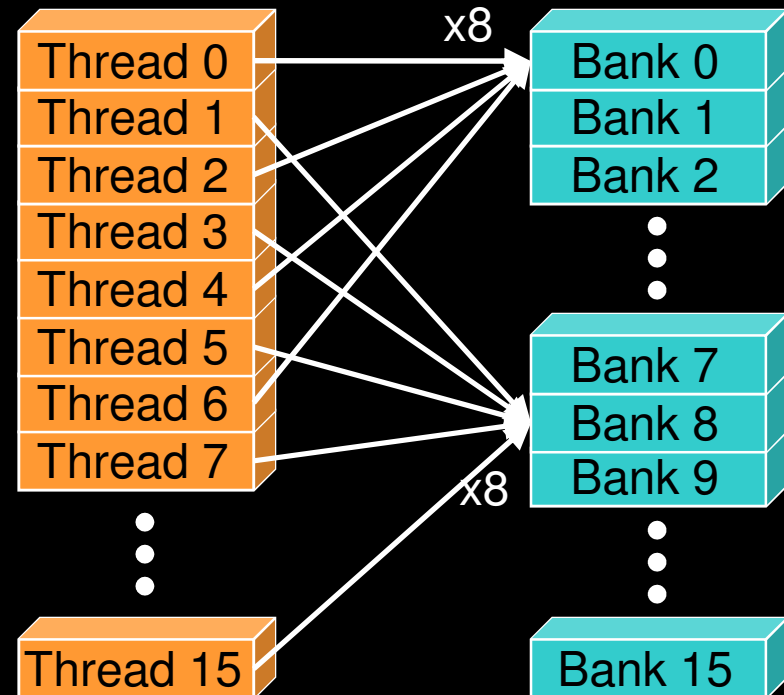 x8
Thread 0
Thread 1
Thread 2
Thread 3
Thread 4
Thread 5
Thread 6
Thread 7
Thread 15
Bank 0
Bank 1
Bank 2
Bank 7
Bank 8
Bank 9
x8
Bank 15